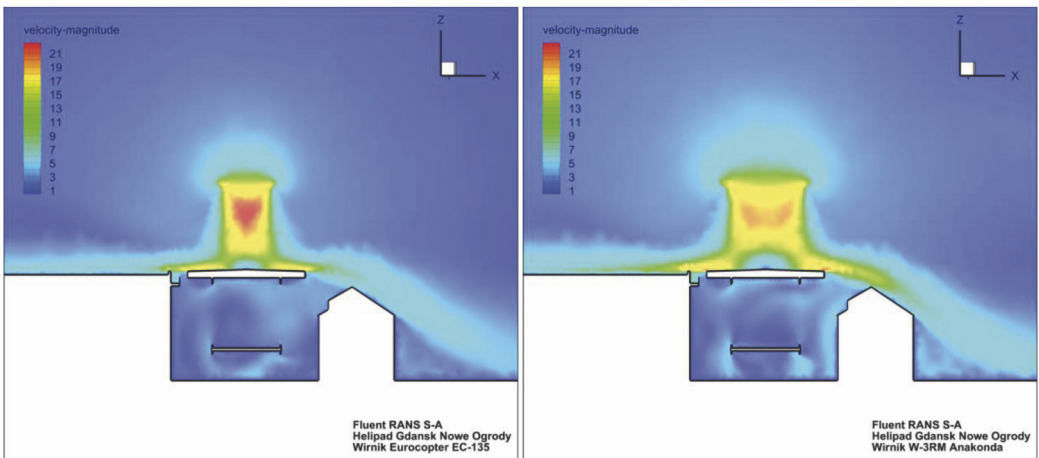 velocity-magnitude
21
19
17
15
13
11
9
7
5
3
1
Z
X
Fluent RANS S-A
Helipad Gdansk Nowe Ogrody
Wirnik Eurocopter EC-135
velocity-magnitude
21
19
17
15
13
11
9
7
5
3
1
Z
X
Fluent RANS S-A
Helipad Gdansk Nowe Ogrody
Wirnik W-3RM Anakonda